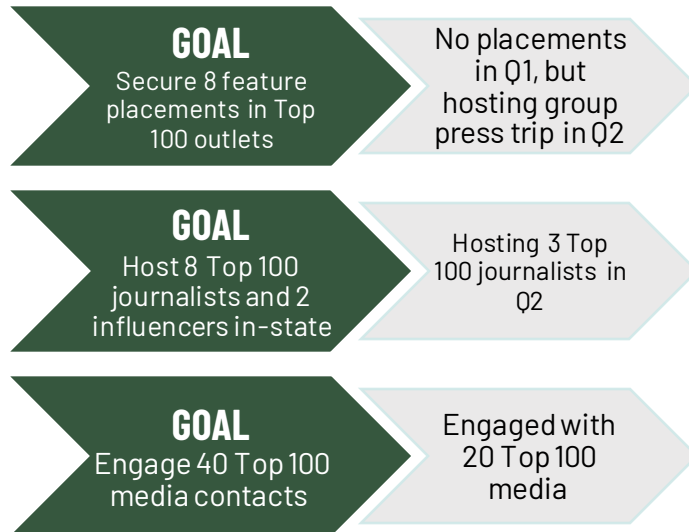 GOAL
Secure 8 feature
placements in Top
100 outlets
No placements
in Q1, but
hosting group
press trip in Q2
GOAL
Host 8 Top 100
journalists and 2
influencers in-state
Hosting 3 Top
100 journalists in
Q2
GOAL
Engage 40 Top 100
media contacts
Engaged with
20 Top 100
media